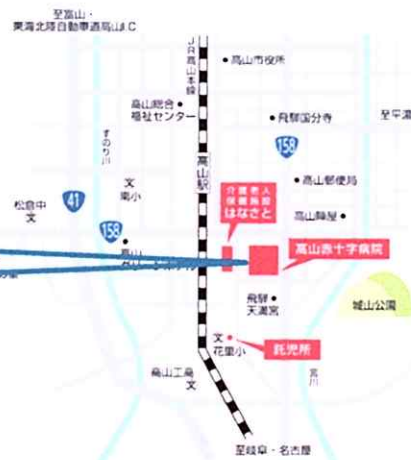 至富山・
東海北陸自動車道高山I.C
JR高山本線
高山市役所
高山総合
福祉センター
飛騨国分寺
至平湯
すのり川
158
高山駅
高山郵便局
文
南小
介護老人
保健施設
はなさと
松倉中
文
41
高山陣屋
158
高山
高山赤十字病院
飛騨
天満宮
城山公園
文
花里小
託児所
高山工高
文
宮川
至岐阜・名古屋